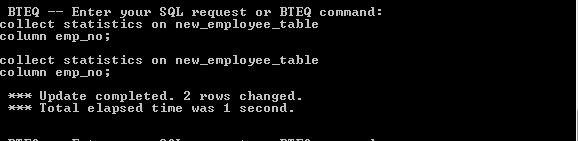 BTEQ -- Enter your SQL request or BTEQ command:
collect statistics on new_employee_table
column emp_no;
collect statistics on new_employee_table
column emp_no;
*** Update completed. 2 rows changed.
*** Total elapsed time was 1 second.